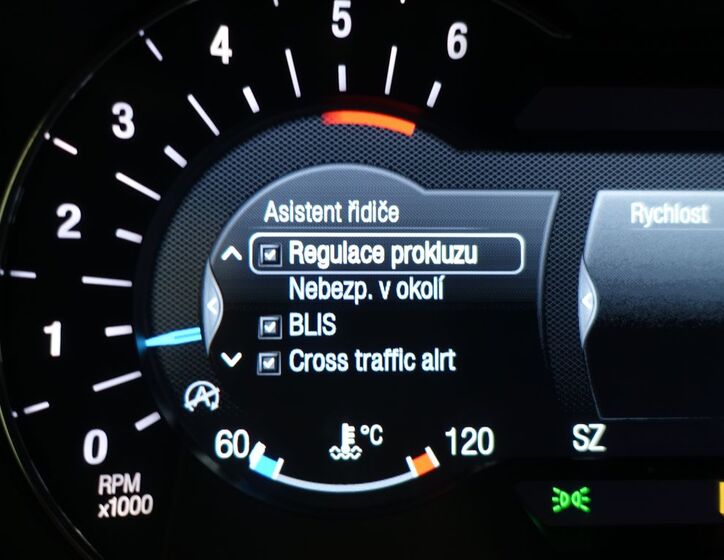 5
4
6
3
2
1
0
RPM
x1000
Asistent řidiče
Rychlost
Regulace prokluzu
Nebezp. v okolí
BLIS
Cross traffic alrt
A
60
°C
120
SZ